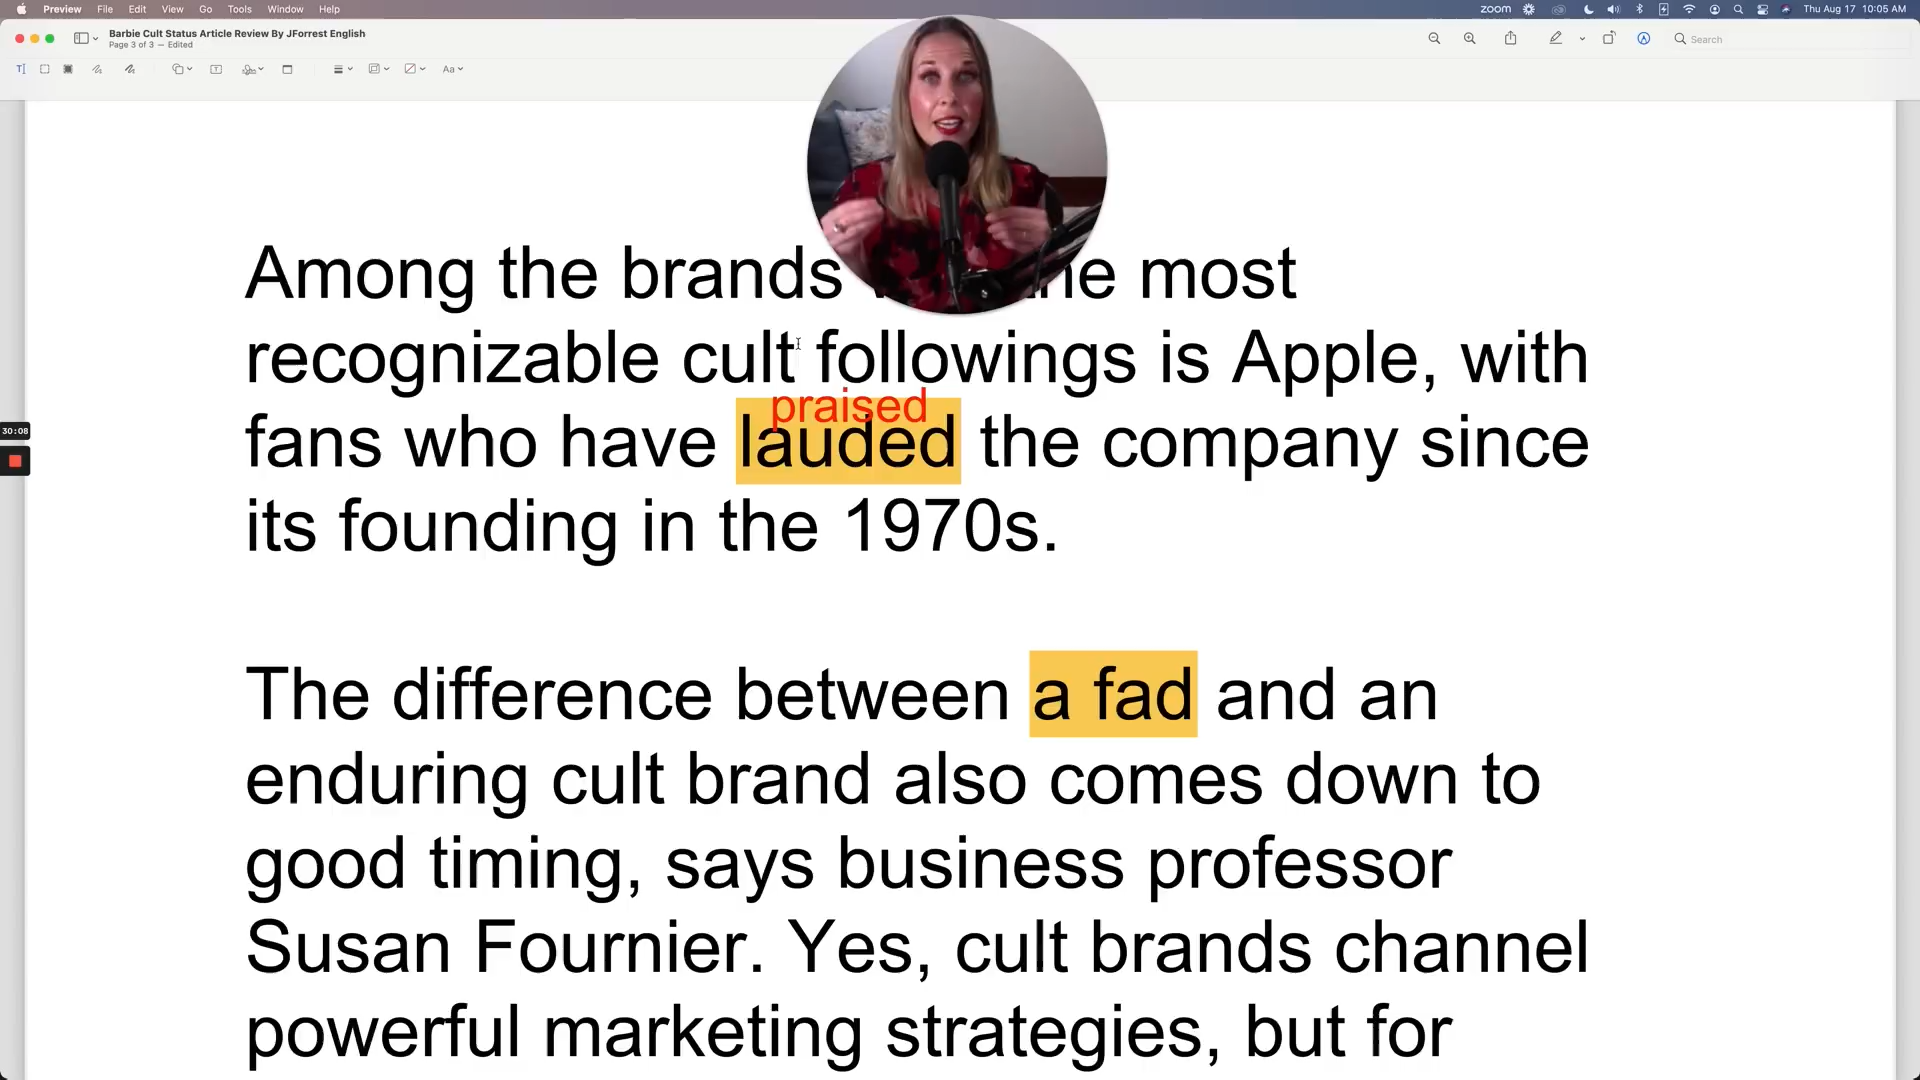 Preview File Edit View Go Tools Window Help zoom Thu Aug 17 10:05 AM
Barbie Cult Status Article Review By JForrest English
Page 3 of 3 — Edited
Search
Aa
Among the brands the most
recognizable cult followings is Apple, with
praised
fans who have lauded the company since
30:08
its founding in the 1970s.
The difference between a fad and an
enduring cult brand also comes down to
good timing, says business professor
Susan Fournier. Yes, cult brands channel
powerful marketing strategies, but for